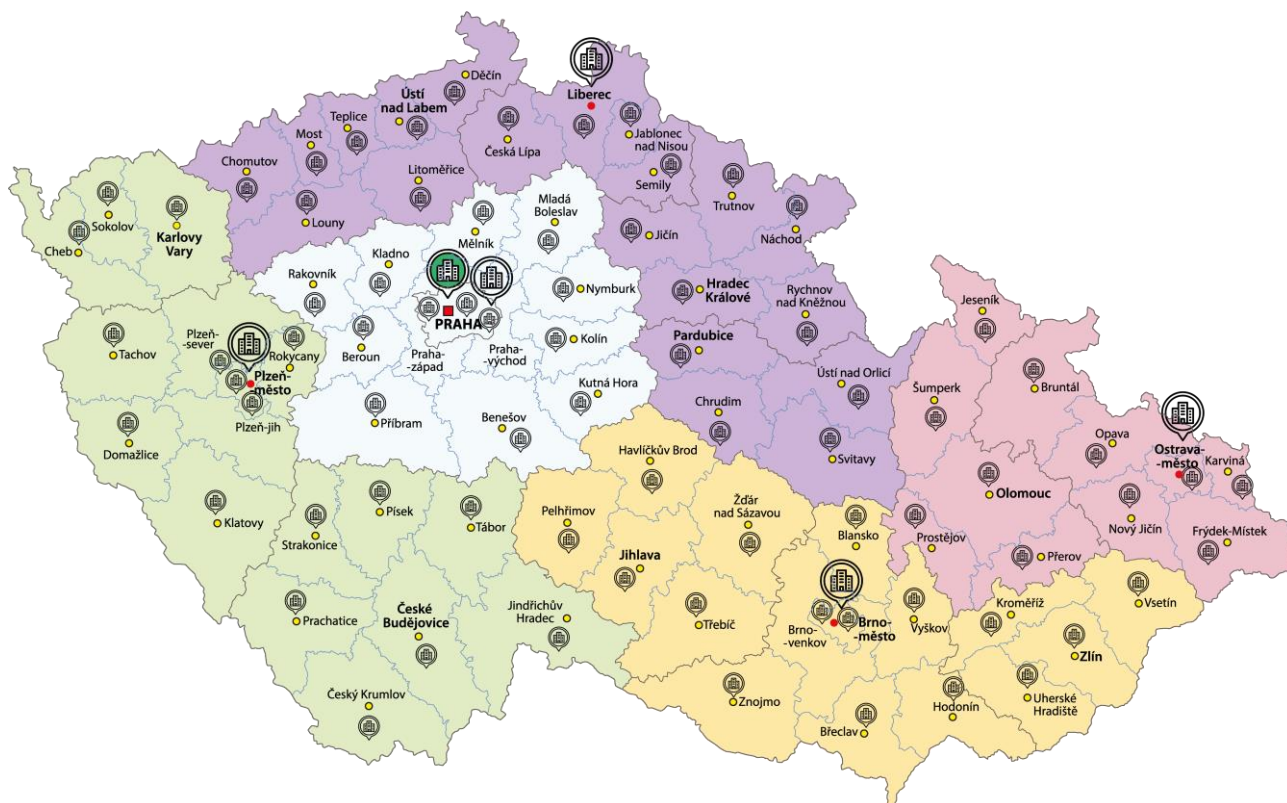 Děčín
Ústí
nad Labem
Liberec
Teplice
Most
Jablonec
nad Nisou
Chomutov
Česká Lípa
Litoměřice
Semily
Trutnov
Louny
Mladá
Boleslav
Sokolov
Karlovy
Vary
Cheb
Mělník
Jičín
Náchod
Kladno
Rakovník
Nymburk
Hradec
Králové
Rychnov
nad Kněžnou
Jeseník
PRAHA
Plzeň-
-sever
Rokycany
Tachov
Beroun
Praha-
-západ
Praha-
-východ
Kolín
Pardubice
Plzeň-
-město
Kutná Hora
Ústí nad Orlicí
Šumperk
Bruntál
Chrudim
Plzeň-jih
Příbram
Benešov
Domažlice
Svitavy
Opava
Ostrava-
-město
Karviná
Havlíčkův Brod
Olomouc
Klatovy
Písek
Tábor
Strakonice
Pelhřimov
Žďár
nad Sázavou
Nový Jičín
Blansko
Prostějov
Přerov
Frýdek-Místek
Jihlava
Prachatice
České
Budějovice
Jindřichův
Hradec
Třebíč
Brno-
-venkov
Brno-
-město
Vyškov
Kroměříž
Vsetín
Zlín
Český Krumlov
Znojmo
Břeclav
Hodonín
Uherské
Hradiště